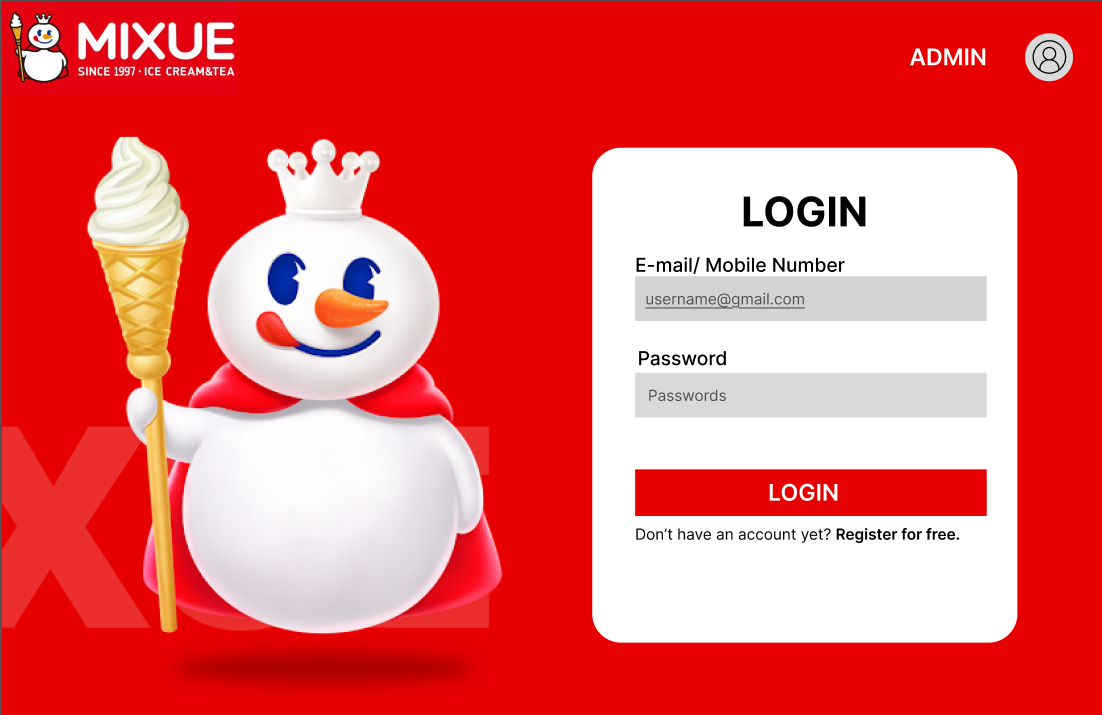 MIXUE
SINCE 1997 · ICE CREAM&TEA
ADMIN
LOGIN
E-mail/ Mobile Number
username@gmail.com
Password
Passwords
LOGIN
Don’t have an account yet? Register for free.
XUE